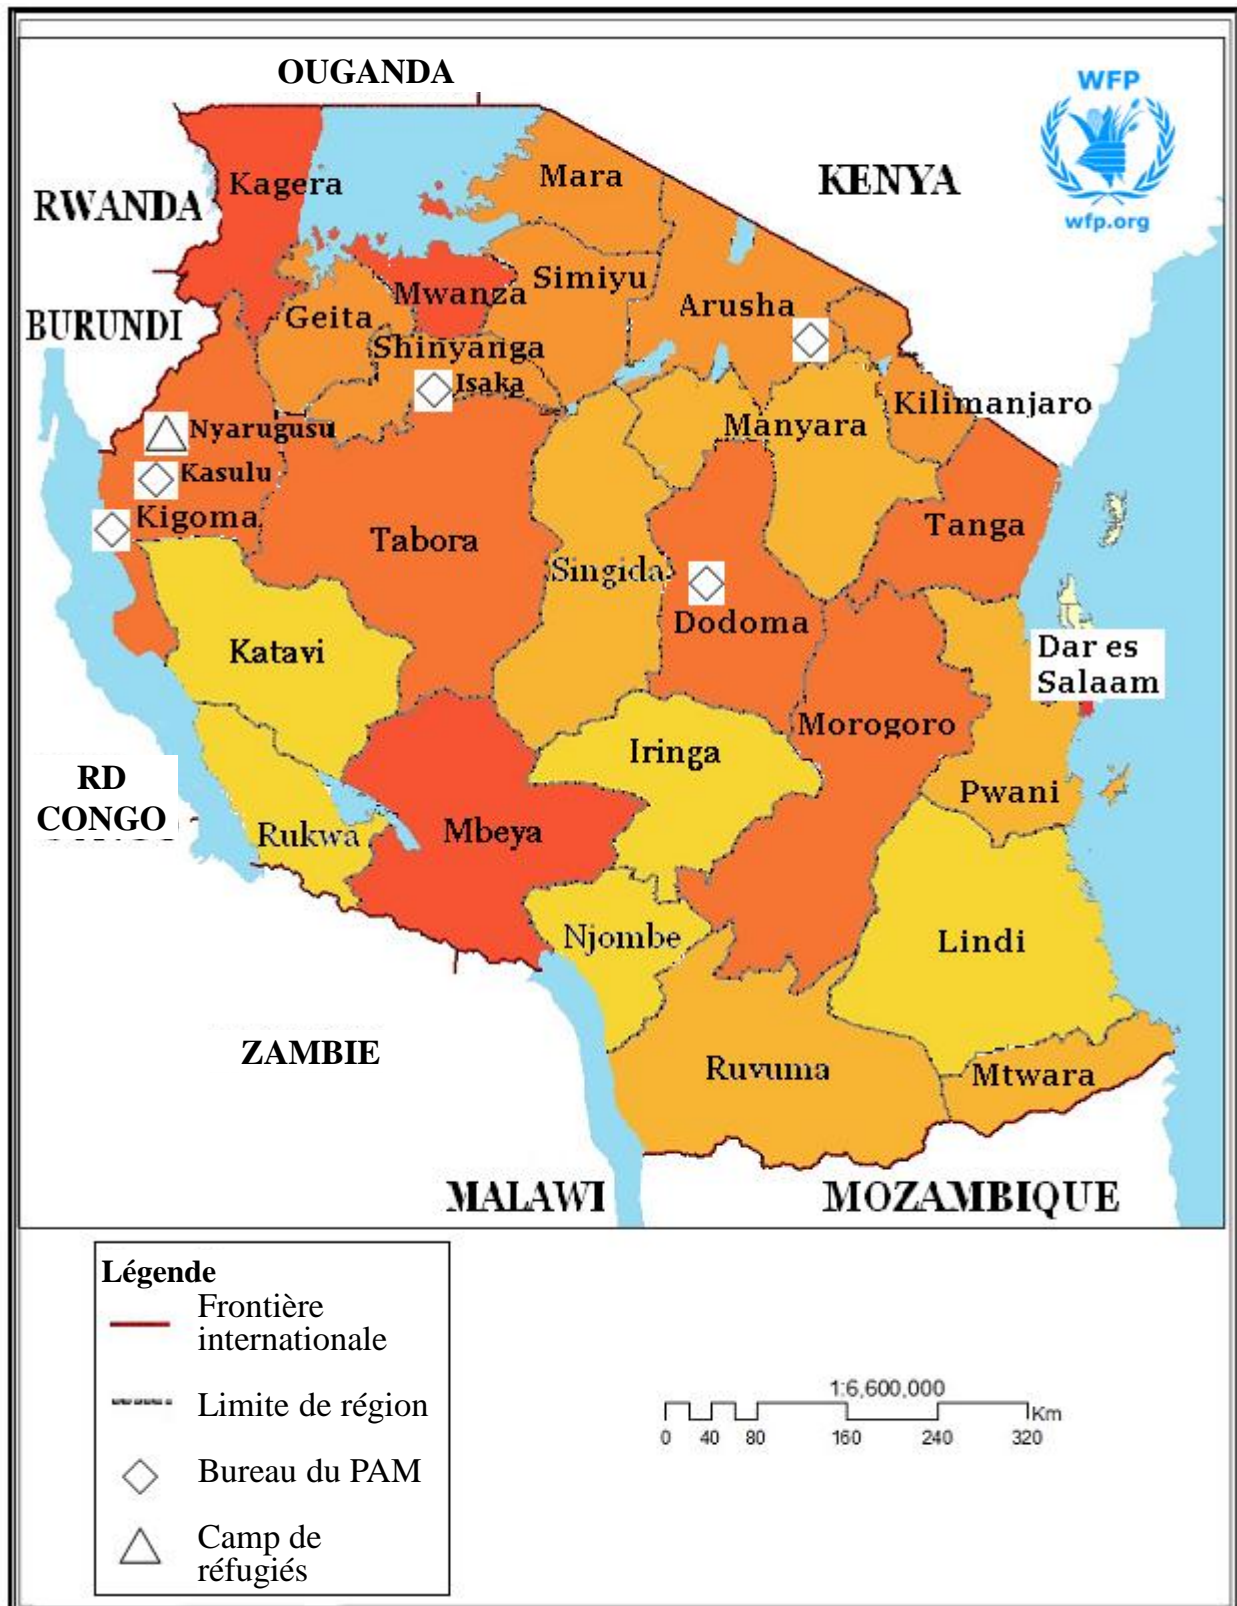 OUGANDA
WFP
wfp.org
KENYA
RWANDA
Kagera
Mara
BURUNDI
Mwanza
Simiyu
Geita
Arusha
Shinyanga
Isaka
Kilimanjaro
Nyarugusu
Manyara
Kasulu
Kigoma
Tabora
Singida
Tanga
Dodoma
Katavi
Dar es
Salaam
Morogoro
Iringa
RD
CONGO
Pwani
Rukwa
Mbeya
Njombe
Lindi
ZAMBIE
Ruvuma
Mtwara
MALAWI
MOZAMBIQUE
Légende
Frontière
internationale
Limite de région
Bureau du PAM
Camp de
réfugiés
1:6,600,000
Km
0 40 80 160 240 320